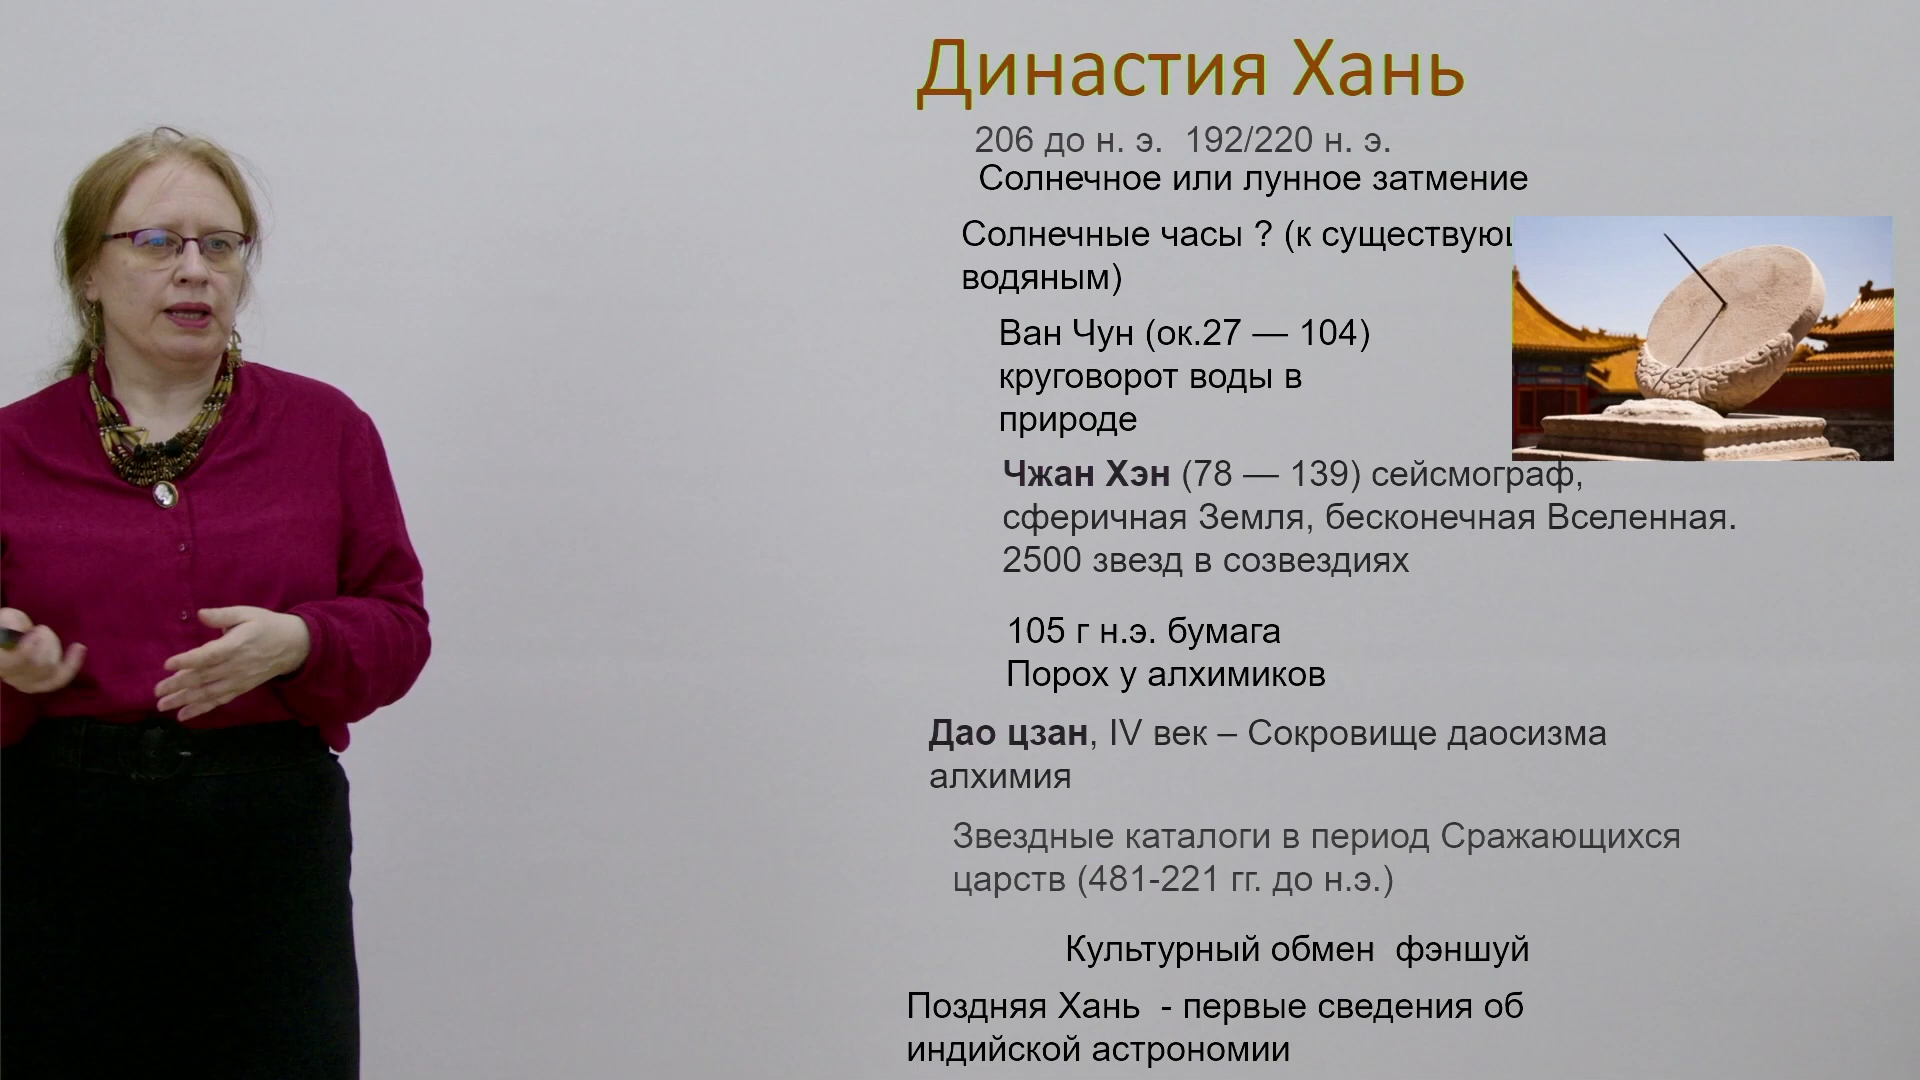 Династия Хань
206 до н. э. 192/220 н. э.
Солнечное или лунное затмение
Солнечные часы ? (к
водяным)
Ван Чун (ок.27 — 104)
круговорот воды в
природе
Чжан Хэн (78 — 139) сейсмограф,
сферичная Земля, бесконечная Вселенная.
2500 звезд в созвездиях
105 г н.э. бумага
Порох у алхимиков
Дао цзан, IV век – Сокровище даосизма
алхимия
Звездные каталоги в период Сражающихся
царств (481-221 гг. до н.э.)
Культурный обмен фэншуй
Поздняя Хань - первые сведения об
индийской астрономии